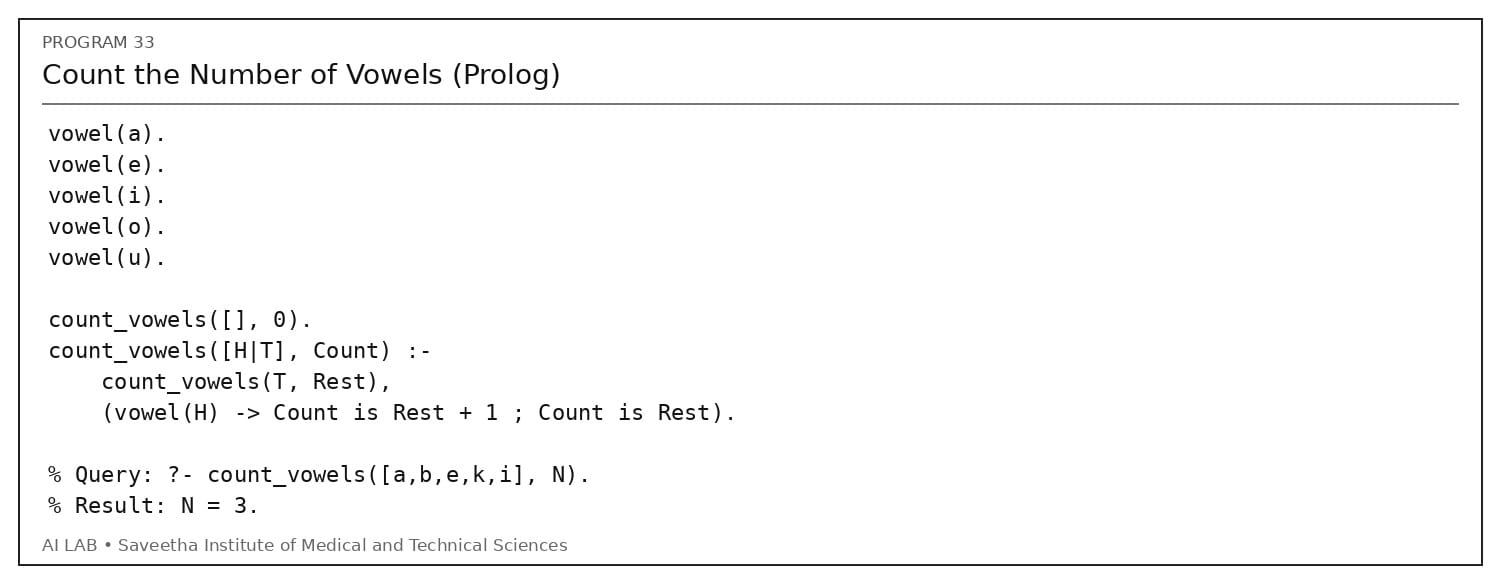 PROGRAM 33
Count the Number of Vowels (Prolog)
vowel(a).
vowel(e).
vowel(i).
vowel(o).
vowel(u).
count_vowels([], 0).
count_vowels([H|T], Count) :-
    count_vowels(T, Rest),
    (vowel(H) -> Count is Rest + 1 ; Count is Rest).
% Query: ?- count_vowels([a,b,e,k,i], N).
% Result: N = 3.
AI LAB • Saveetha Institute of Medical and Technical Sciences